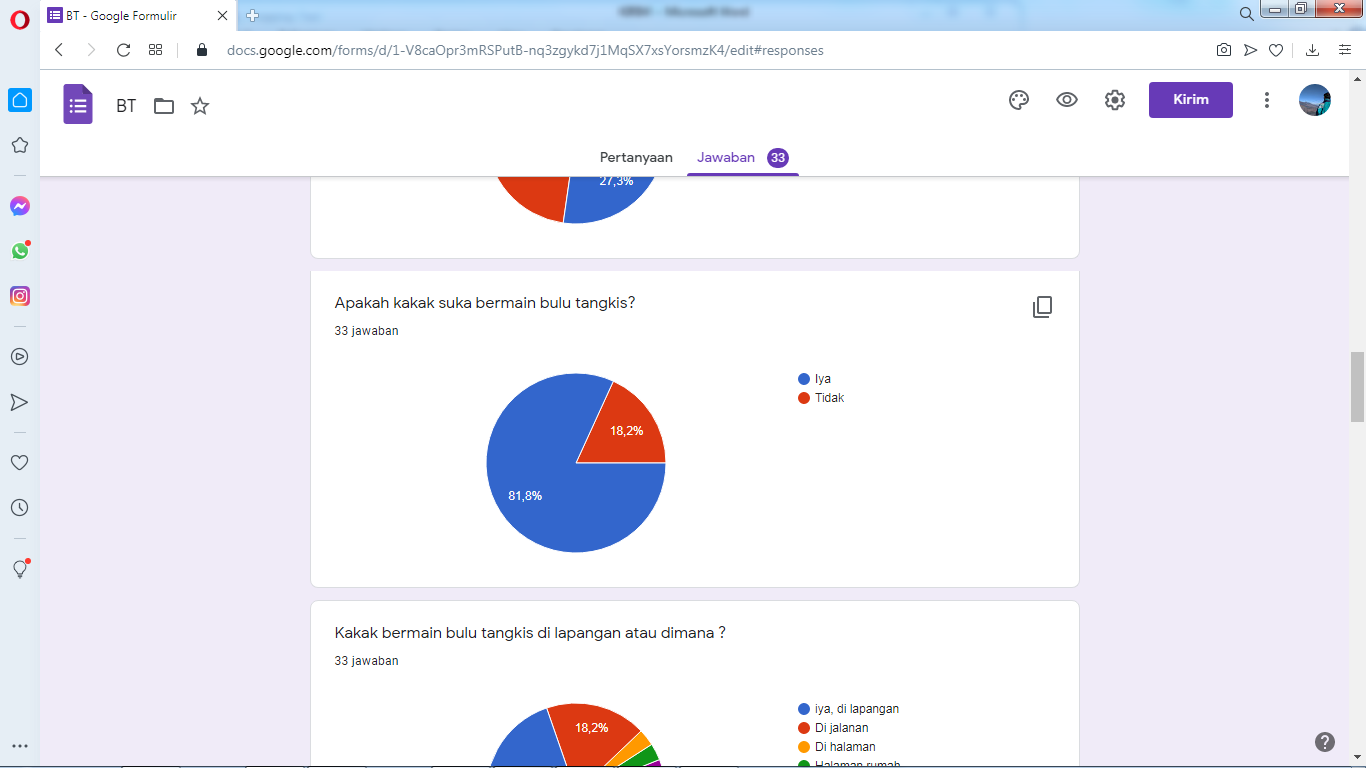 BT - Google Formulir
docs.google.com/forms/d/1-V8caOpr3mRSPutB-nq3zgykd7j1MqSX7xsYorsmzK4/edit#responses
BT
Kirim
Pertanyaan
Jawaban 33
27,3%
Apakah kakak suka bermain bulu tangkis?
33 jawaban
Iya
Tidak
18,2%
81,8%
Kakak bermain bulu tangkis di lapangan atau dimana ?
33 jawaban
iya, di lapangan
18,2%
Di jalanan
Di halaman
Halaman rumah